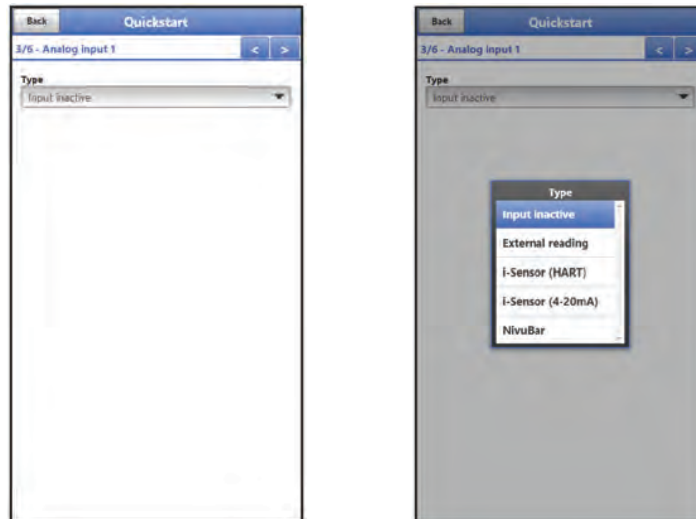 Back Quickstart
3/6 - Analog input 1 < >
Type
Input inactive
Back Quickstart
3/6 - Analog input 1 < >
Type
Input inactive
Type
Input inactive
External reading
i-Sensor (HART)
i-Sensor (4-20mA)
NivuBar